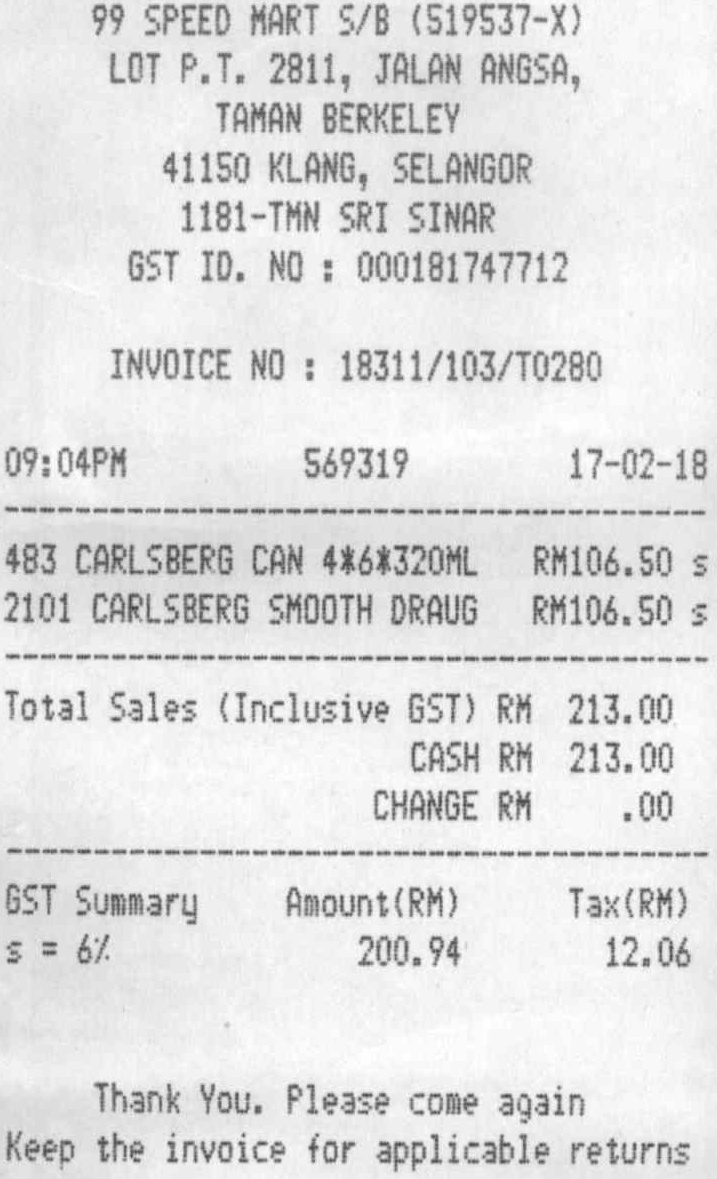 99 SPEED MART S/B (519537-X)
LOT P.T. 2811, JALAN ANGSA,
TAMAN BERKELEY
41150 KLANG, SELANGOR
1181-TMN SRI SINAR
GST ID. NO : 000181747712
INVOICE NO : 18311/103/T0280
09:04PM 569319 17-02-18
483 CARLSBERG CAN 4*6*320ML RM106.50 s
2101 CARLSBERG SMOOTH DRAUG RM106.50 s
Total Sales (Inclusive GST) RM 213.00
CASH RM 213.00
CHANGE RM .00
GST Summary Amount(RM) Tax(RM)
s = 6% 200.94 12.06
Thank You. Please come again
Keep the invoice for applicable returns